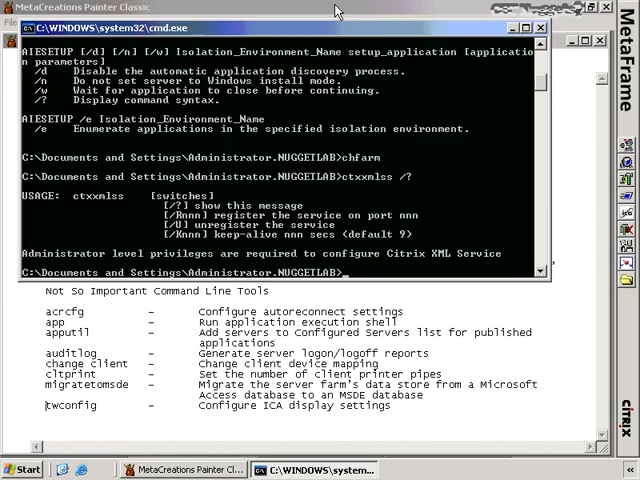 MetaCreations Painter Classic
C:\WINDOWS\system32\cmd.exe
AIESETUP [/d] [/n] [/w] Isolation_Environment_Name setup_application [applicatio
n parameters]
/d Disable the automatic application discovery process.
/n Do not set server to Windows install mode.
/w Wait for application to close before continuing.
/? Display command syntax.
AIESETUP /e Isolation_Environment_Name
/e Enumerate applications in the specified isolation environment.
C:\Documents and Settings\Administrator.NUGGETLAB>chfarm
C:\Documents and Settings\Administrator.NUGGETLAB>ctxxmlss /?
USAGE: ctxxmlss [switches]
[/?] show this message
[/Rnnn] register the service on port nnn
[/U] unregister the service
[/Knnn] keep-alive nnn secs (default 9)
Administrator level privileges are required to configure Citrix XML Service
C:\Documents and Settings\Administrator.NUGGETLAB>_
Not So Important Command Line Tools
acrcfg - Configure autoreconnect settings
app - Run application execution shell
apputil - Add servers to Configured Servers list for published
applications
auditlog - Generate server logon/logoff reports
change client - Change client device mapping
cltprint - Set the number of client printer pipes
migratetomsde - Migrate the server farm's data store from a Microsoft
Access database to an MSDE database
twconfig - Configure ICA display settings
Start
MetaCreations Painter Cl...
C:\WINDOWS\system...
MetaFrame
CITRIX